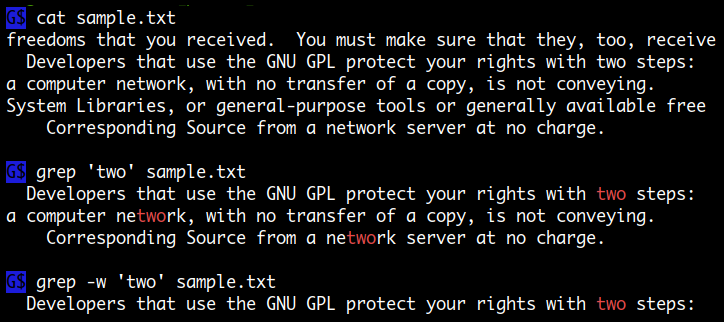 G$ cat sample.txt
freedoms that you received.  You must make sure that they, too, receive
  Developers that use the GNU GPL protect your rights with two steps:
a computer network, with no transfer of a copy, is not conveying.
System Libraries, or general-purpose tools or generally available free
    Corresponding Source from a network server at no charge.
G$ grep 'two' sample.txt
  Developers that use the GNU GPL protect your rights with two steps:
a computer network, with no transfer of a copy, is not conveying.
    Corresponding Source from a network server at no charge.
G$ grep -w 'two' sample.txt
  Developers that use the GNU GPL protect your rights with two steps: